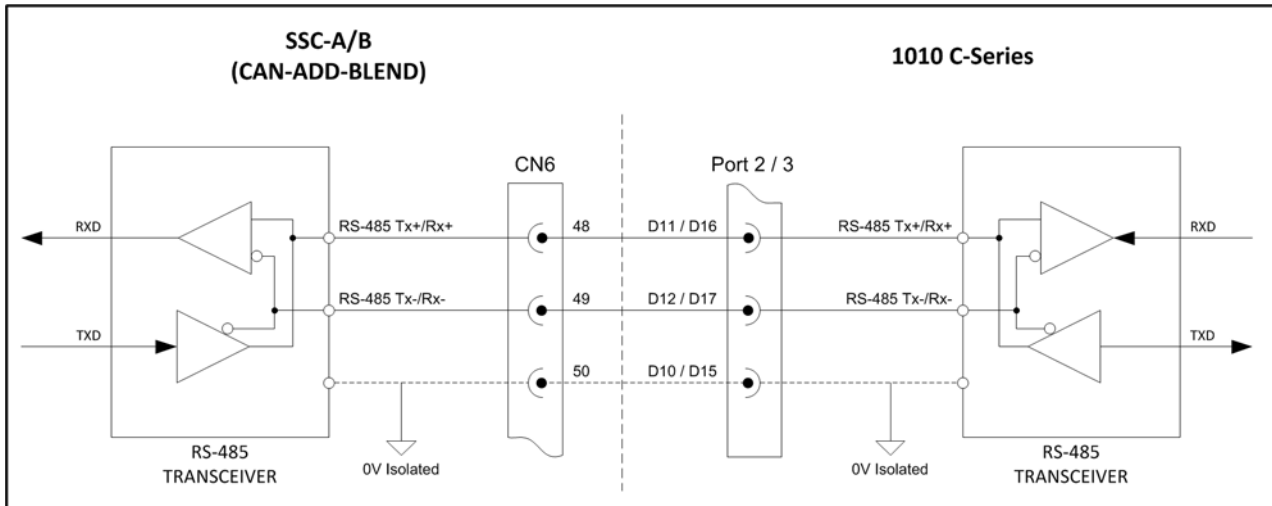 SSC-A/B
(CAN-ADD-BLEND)
1010 C-Series
CN6
Port 2 / 3
RXD
RS-485 Tx+/Rx+
48
D11 / D16
RS-485 Tx+/Rx+
RXD
RS-485 Tx-/Rx-
49
D12 / D17
RS-485 Tx-/Rx-
TXD
TXD
50
D10 / D15
RS-485
TRANSCEIVER
0V Isolated
0V Isolated
RS-485
TRANSCEIVER